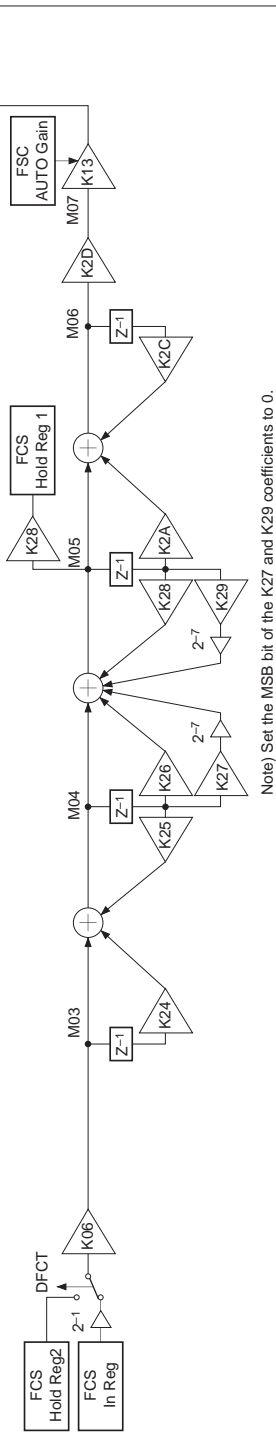 FCS
Hold Reg2
FCS
In Reg
2⁻¹
DFCT
K06
M03
Z⁻¹
K24
M04
Z⁻¹
K25
K26
K27
2⁻⁷
M05
FCS
Hold Reg 1
K28
Z⁻¹
K28
K2A
K29
2⁻⁷
M06
Z⁻¹
K2C
K2D
M07
FSC
AUTO Gain
K13
Note) Set the MSB bit of the K27 and K29 coefficients to 0.